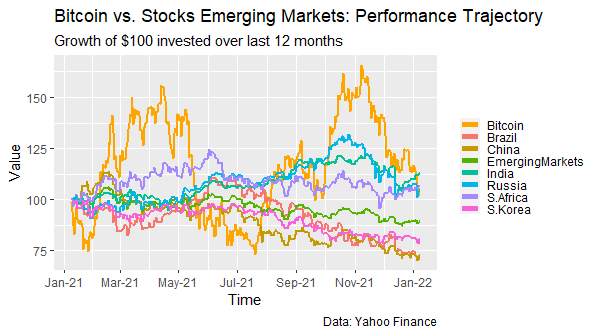 Bitcoin vs. Stocks Emerging Markets: Performance Trajectory
Growth of $100 invested over last 12 months
150
125
100
75
Value
Jan-21 Mar-21 May-21 Jul-21 Sep-21 Nov-21 Jan-22
Time
Bitcoin
Brazil
China
EmergingMarkets
India
Russia
S.Africa
S.Korea
Data: Yahoo Finance